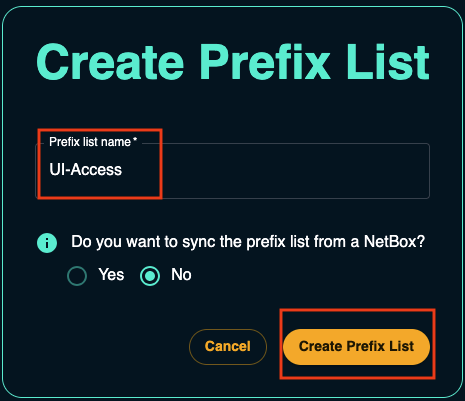 Create Prefix List
Prefix list name *
UI-Access
Do you want to sync the prefix list from a NetBox?
Yes No
Cancel Create Prefix List